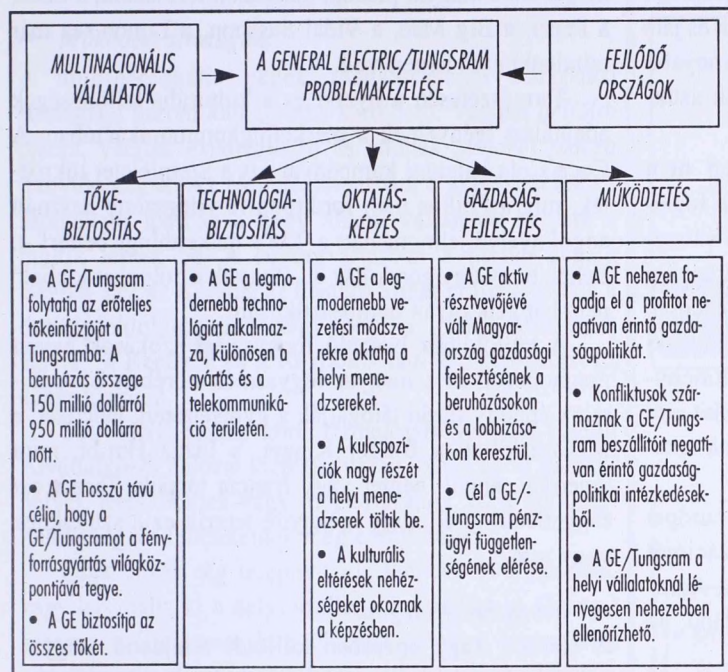 MULTINACIONÁLIS
VÁLLALATOK
A GENERAL ELECTRIC/TUNGSRAM
PROBLÉMAKEZELÉSE
FEJLŐDŐ
ORSZÁGOK
TŐKE-
BIZTOSÍTÁS
• A GE/Tungsram
folytatja az erőteljes
tőkeinfúzióját a
Tungsramba: A
beruházás összege
150 millió dollárról
950 millió dollárra
nőtt.
• A GE hosszú távú
célja, hogy a
GE/Tungsramot a fény-
forrásgyártás világköz-
pontjává tegye.
• A GE biztosítja az
összes tőkét.
TECHNOLÓGIA-
BIZTOSÍTÁS
• A GE a legmo-
dernebb techno-
lógiát alkalmaz-
za, különösen a
gyártás és a
telekommuniká-
ció területén.
OKTATÁS-
KÉPZÉS
• A GE a leg-
modernebb ve-
zetési módsze-
rekre oktatja a
helyi mene-
dzsereket.
• A kulcspozí-
ciók nagy részét
a helyi mene-
dzserek töltik be.
• A kulturális
eltérések nehéz-
ségeket okoznak
a képzésben.
GAZDASÁG-
FEJLESZTÉS
• A GE aktív
résztvevőjévé
vált Magyar-
ország gazdasági
fejlesztésének a
beruházásokon
és a lobbizáso-
kon keresztül.
• Cél a GE/-
Tungsram pénz-
ügyi független-
ségének elérése.
MŰKÖDTETÉS
• A GE nehezen fo-
gadja el a profitot ne-
gatívan érintő gazda-
ságpolitikát.
• Konfliktusok szár-
maznak a GE/Tungs-
ram beszállítóit negatí-
van érintő gazdaság-
politikai intézkedések-
ből.
• A GE/Tungsram a
helyi vállalatoknál lé-
nyegesen nehezebben
ellenőrizhető.